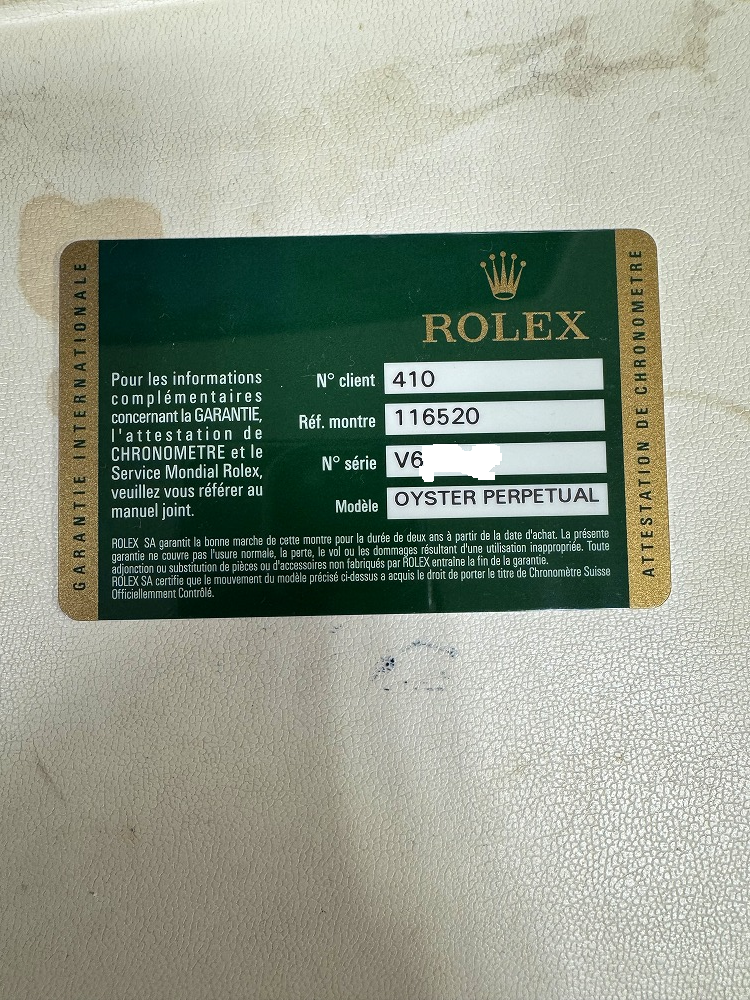 GARANTIE INTERNATIONALE
ROLEX
Pour les informations
complémentaires
concernant la GARANTIE,
l'attestation de
CHRONOMETRE et le
Service Mondial Rolex,
veuillez vous référer au
manuel joint.
N° client 410
Réf. montre 116520
N° série V6
Modèle OYSTER PERPETUAL
ROLEX SA garantit la bonne marche de cette montre pour la durée de deux ans à partir de la date d'achat. La présente
garantie ne couvre pas l'usure normale, la perte, le vol ou les dommages résultant d'une utilisation inappropriée. Toute
adjonction ou substitution de pièces ou d'accessoires non fabriqués par ROLEX entraîne la fin de la garantie.
ROLEX SA certifie que le mouvement du modèle précisé ci-dessus a acquis le droit de porter le titre de Chronomètre Suisse
Officiellement Contrôlé.
ATTESTATION DE CHRONOMETRE